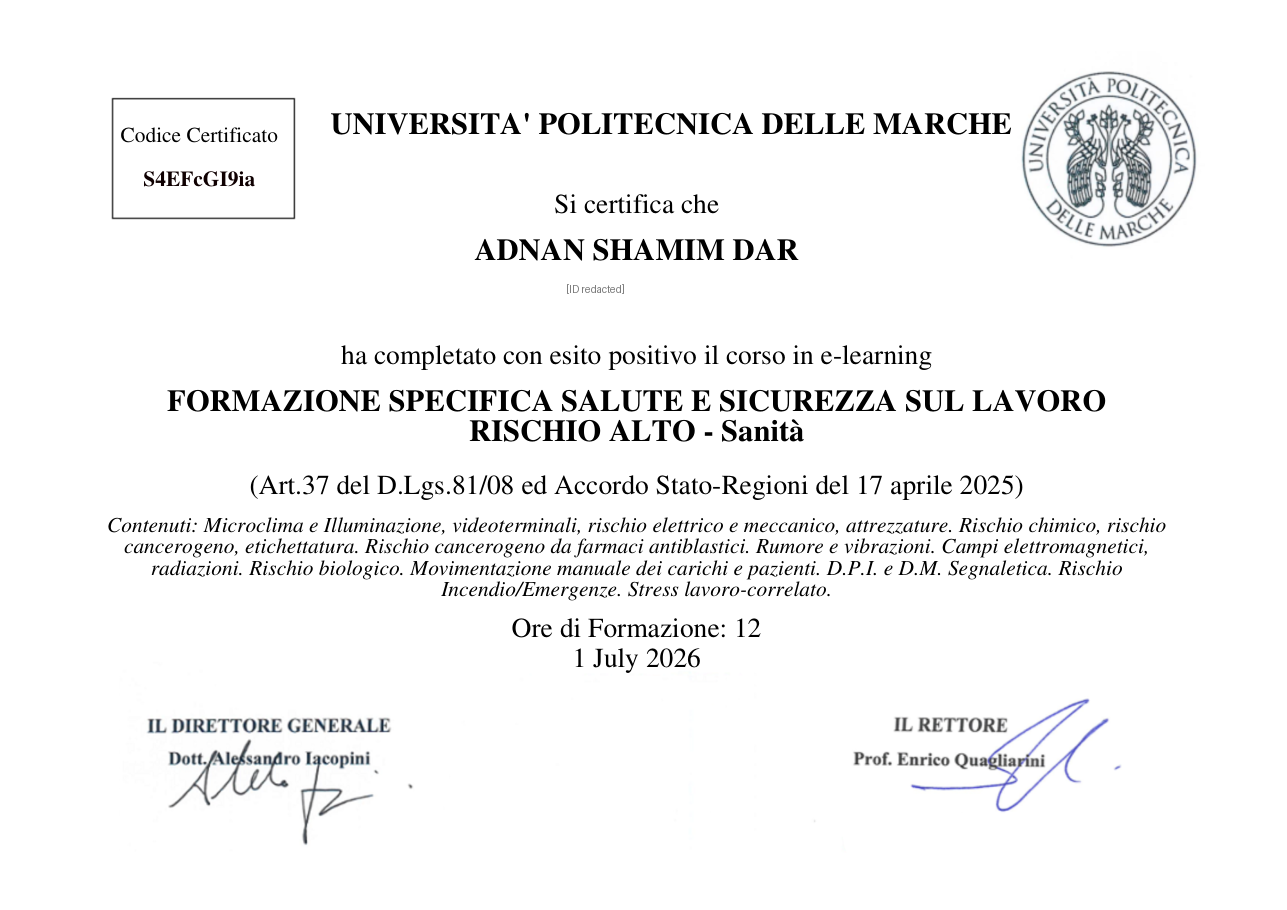 Codice Certificato
S4EFcGI9ia
UNIVERSITA' POLITECNICA DELLE MARCHE
UNIVERSITÀ POLITECNICA
DELLE MARCHE
Si certifica che
ADNAN SHAMIM DAR
[ID redacted]
ha completato con esito positivo il corso in e-learning
FORMAZIONE SPECIFICA SALUTE E SICUREZZA SUL LAVORO
RISCHIO ALTO - Sanità
(Art.37 del D.Lgs.81/08 ed Accordo Stato-Regioni del 17 aprile 2025)
Contenuti: Microclima e Illuminazione, videoterminali, rischio elettrico e meccanico, attrezzature. Rischio chimico, rischio
cancerogeno, etichettatura. Rischio cancerogeno da farmaci antiblastici. Rumore e vibrazioni. Campi elettromagnetici,
radiazioni. Rischio biologico. Movimentazione manuale dei carichi e pazienti. D.P.I. e D.M. Segnaletica. Rischio
Incendio/Emergenze. Stress lavoro-correlato.
Ore di Formazione: 12
1 July 2026
IL DIRETTORE GENERALE
Dott. Alessandro Iacopini
IL RETTORE
Prof. Enrico Quagliarini